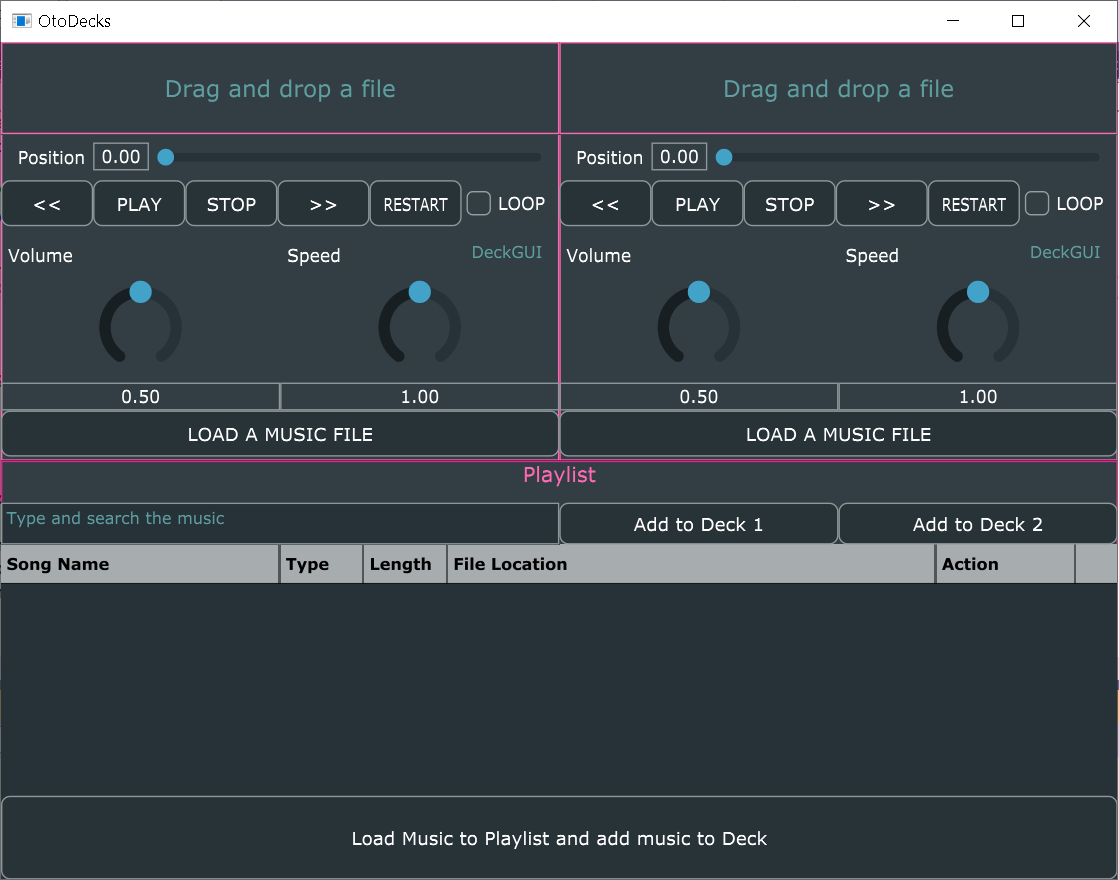 OtoDecks
Drag and drop a file Drag and drop a file
Position 0.00 Position 0.00
<< PLAY STOP >> RESTART LOOP << PLAY STOP >> RESTART LOOP
Volume Speed DeckGUI Volume Speed DeckGUI
0.50 1.00 0.50 1.00
LOAD A MUSIC FILE LOAD A MUSIC FILE
Playlist
Type and search the music Add to Deck 1 Add to Deck 2
Song Name Type Length File Location Action
Load Music to Playlist and add music to Deck